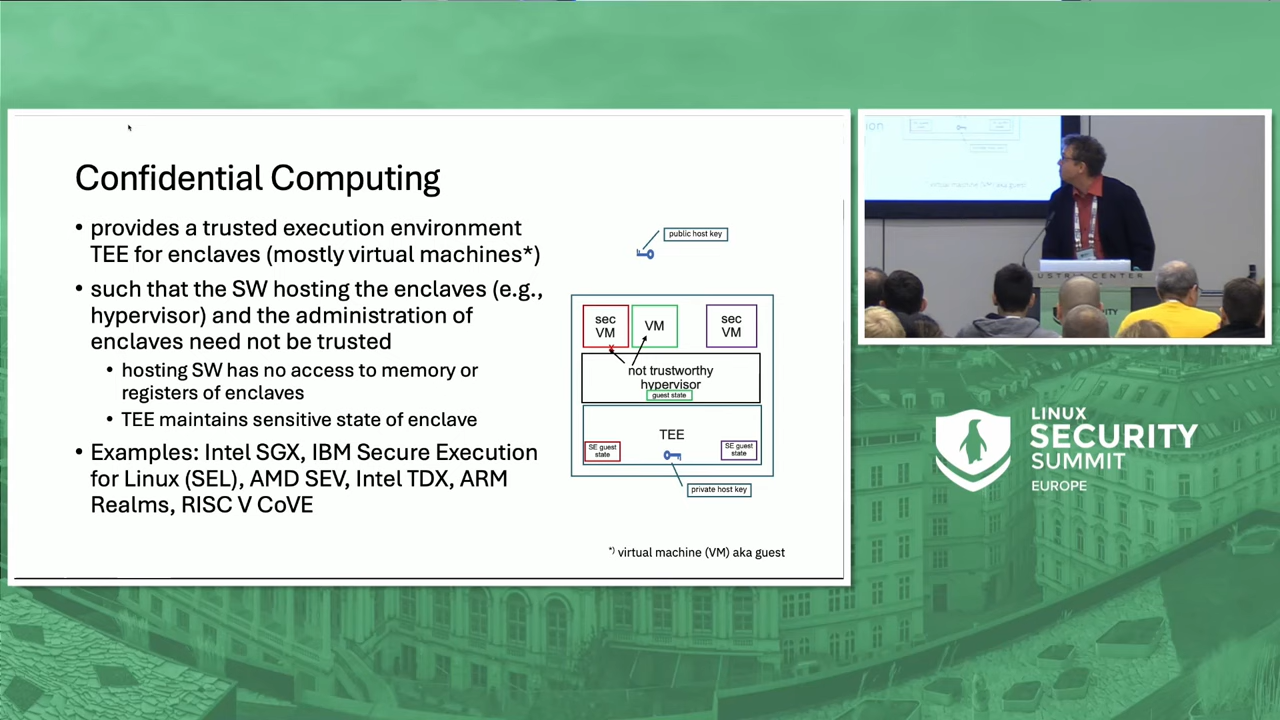 Confidential Computing
• provides a trusted execution environment
TEE for enclaves (mostly virtual machines*)
• such that the SW hosting the enclaves (e.g.,
hypervisor) and the administration of
enclaves need not be trusted
• hosting SW has no access to memory or
registers of enclaves
• TEE maintains sensitive state of enclave
• Examples: Intel SGX, IBM Secure Execution
for Linux (SEL), AMD SEV, Intel TDX, ARM
Realms, RISC V CoVE
public host key
sec
VM
VM
sec
VM
not trustworthy
hypervisor
guest state
TEE
SE guest
state
SE guest
state
private host key
*) virtual machine (VM) aka guest
LINUX
SECURITY
SUMMIT
EUROPE